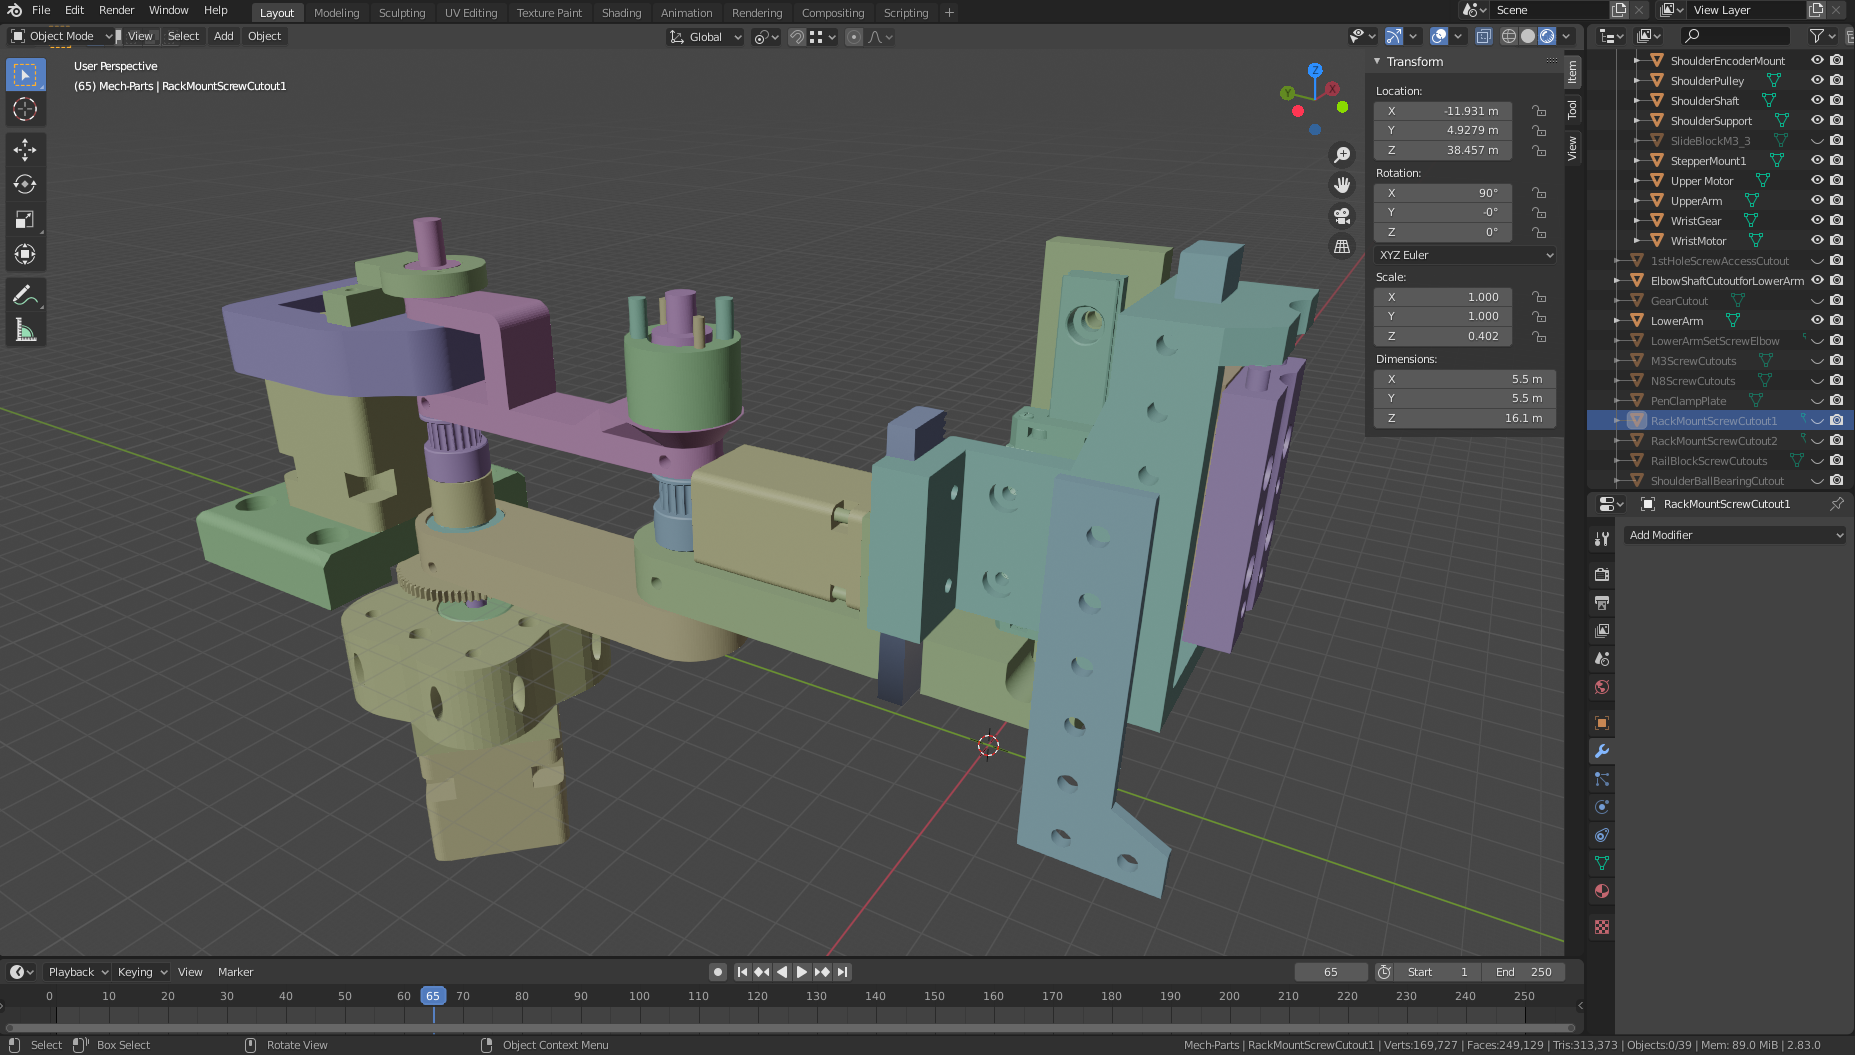 File Edit Render Window Help Layout Modeling Sculpting UV Editing Texture Paint Shading Animation Rendering Compositing Scripting + Scene View Layer
Object Mode View Select Add Object Global
User Perspective
(65) Mech-Parts | RackMountScrewCutout1
Z
Y
X
Transform
Location:
X -11.931 m
Y 4.9279 m
Z 38.457 m
Rotation:
X 90°
Y -0°
Z 0°
XYZ Euler
Scale:
X 1.000
Y 1.000
Z 0.402
Dimensions:
X 5.5 m
Y 5.5 m
Z 16.1 m
Item
Tool
View
ShoulderEncoderMount
ShoulderPulley
ShoulderShaft
ShoulderSupport
SlideBlockM3_3
StepperMount1
Upper Motor
UpperArm
WristGear
WristMotor
1stHoleScrewAccessCutout
ElbowShaftCutoutforLowerArm
GearCutout
LowerArm
LowerArmSetScrewElbow
M3ScrewCutouts
N8ScrewCutouts
PenClampPlate
RackMountScrewCutout1
RackMountScrewCutout2
RailBlockScrewCutouts
ShoulderBallBearingCutout
RackMountScrewCutout1
Add Modifier
Playback Keying View Marker 65 Start 1 End 250
0 10 20 30 40 50 60 65 70 80 90 100 110 120 130 140 150 160 170 180 190 200 210 220 230 240 250
Select Box Select Rotate View Object Context Menu Mech-Parts | RackMountScrewCutout1 | Verts:169,727 | Faces:249,129 | Tris:313,373 | Objects:0/39 | Mem: 89.0 MiB | 2.83.0